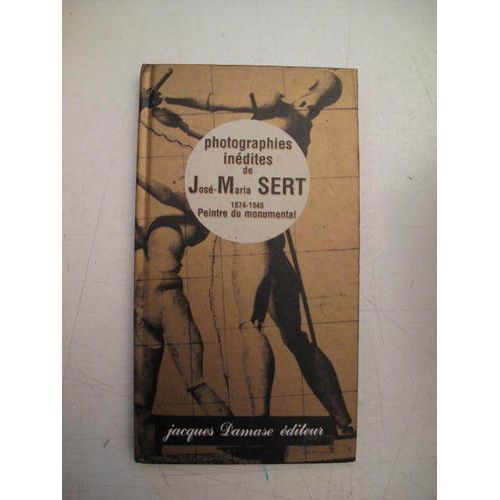 photographies
inédites
de
José-Maria SERT
1874-1945
Peintre du monumental
jacques Damase éditeur